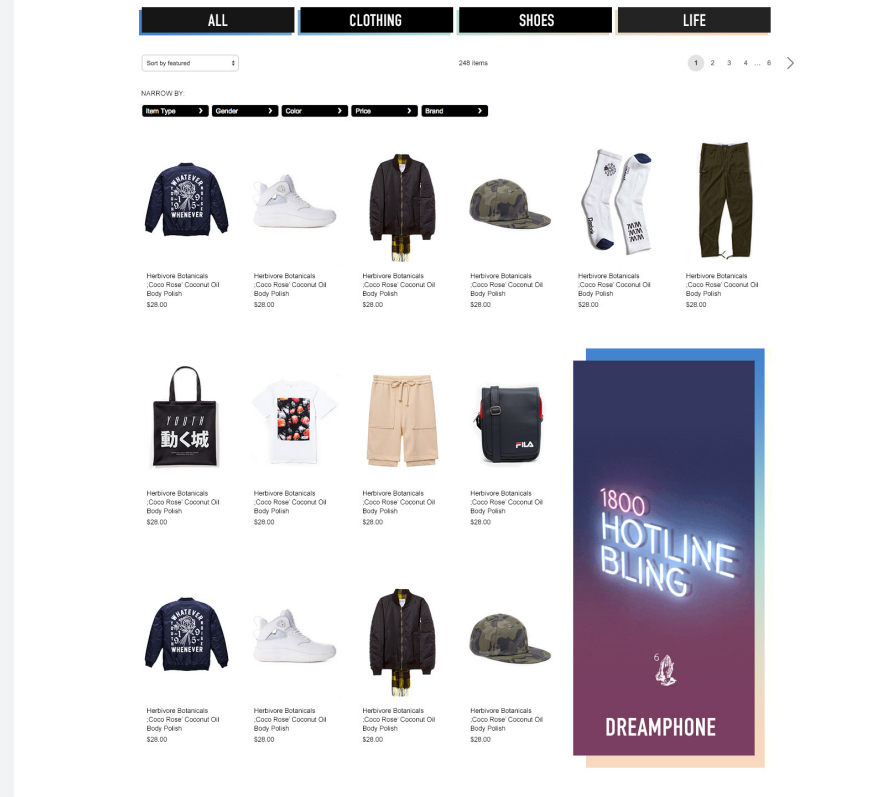 ALL
CLOTHING
SHOES
LIFE
Sort by featured
248 items
1 2 3 4 ... 6
NARROW BY:
Item Type
Gender
Color
Price
Brand
WHATEVER
WHENEVER
Herbivore Botanicals
;Coco Rose' Coconut Oil
Body Polish
$28.00
Herbivore Botanicals
;Coco Rose' Coconut Oil
Body Polish
$28.00
Herbivore Botanicals
;Coco Rose' Coconut Oil
Body Polish
$28.00
Herbivore Botanicals
;Coco Rose' Coconut Oil
Body Polish
$28.00
Herbivore Botanicals
;Coco Rose' Coconut Oil
Body Polish
$28.00
Herbivore Botanicals
;Coco Rose' Coconut Oil
Body Polish
$28.00
YOUTH
動く城
FILA
Herbivore Botanicals
;Coco Rose' Coconut Oil
Body Polish
$28.00
Herbivore Botanicals
;Coco Rose' Coconut Oil
Body Polish
$28.00
Herbivore Botanicals
;Coco Rose' Coconut Oil
Body Polish
$28.00
Herbivore Botanicals
;Coco Rose' Coconut Oil
Body Polish
$28.00
1800
HOTLINE
BLING
6
DREAMPHONE
WHATEVER
WHENEVER
Herbivore Botanicals
;Coco Rose' Coconut Oil
Body Polish
$28.00
Herbivore Botanicals
;Coco Rose' Coconut Oil
Body Polish
$28.00
Herbivore Botanicals
;Coco Rose' Coconut Oil
Body Polish
$28.00
Herbivore Botanicals
;Coco Rose' Coconut Oil
Body Polish
$28.00